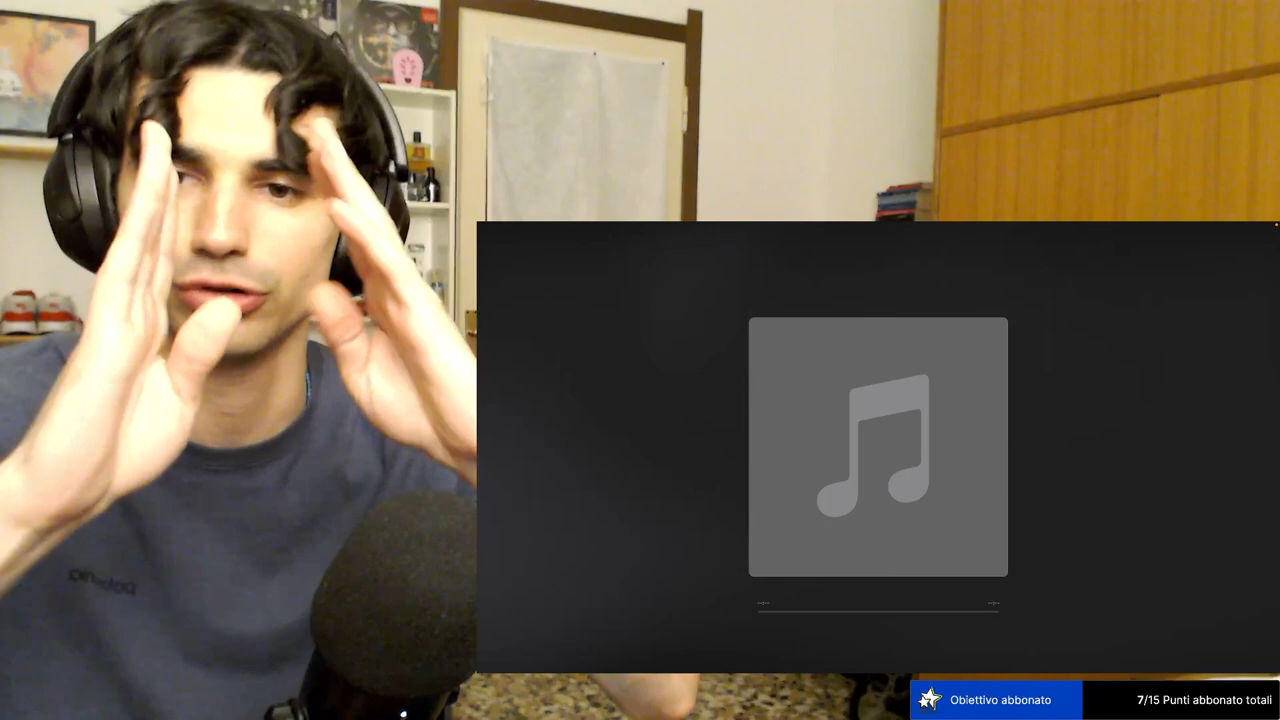 --:--
--:--
Obiettivo abbonato
7/15 Punti abbonato totali